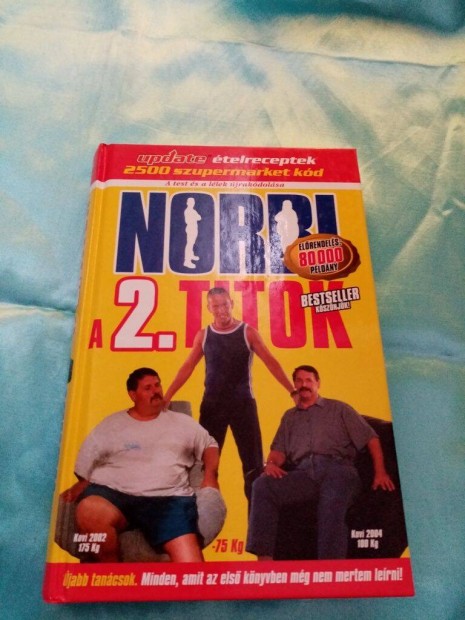 update ételreceptek
2500 szupermarket kód
A test és a lélek újrakódolása
NORBI
ELŐRENDELÉS:
80000
PÉLDÁNY
BESTSELLER
KÖSZÖNJÜK!
A 2. TITOK
Kovi 2002
175 Kg
-75 Kg
Kovi 2004
100 Kg
Újabb tanácsok. Minden, amit az első könyvben még nem mertem leírni!